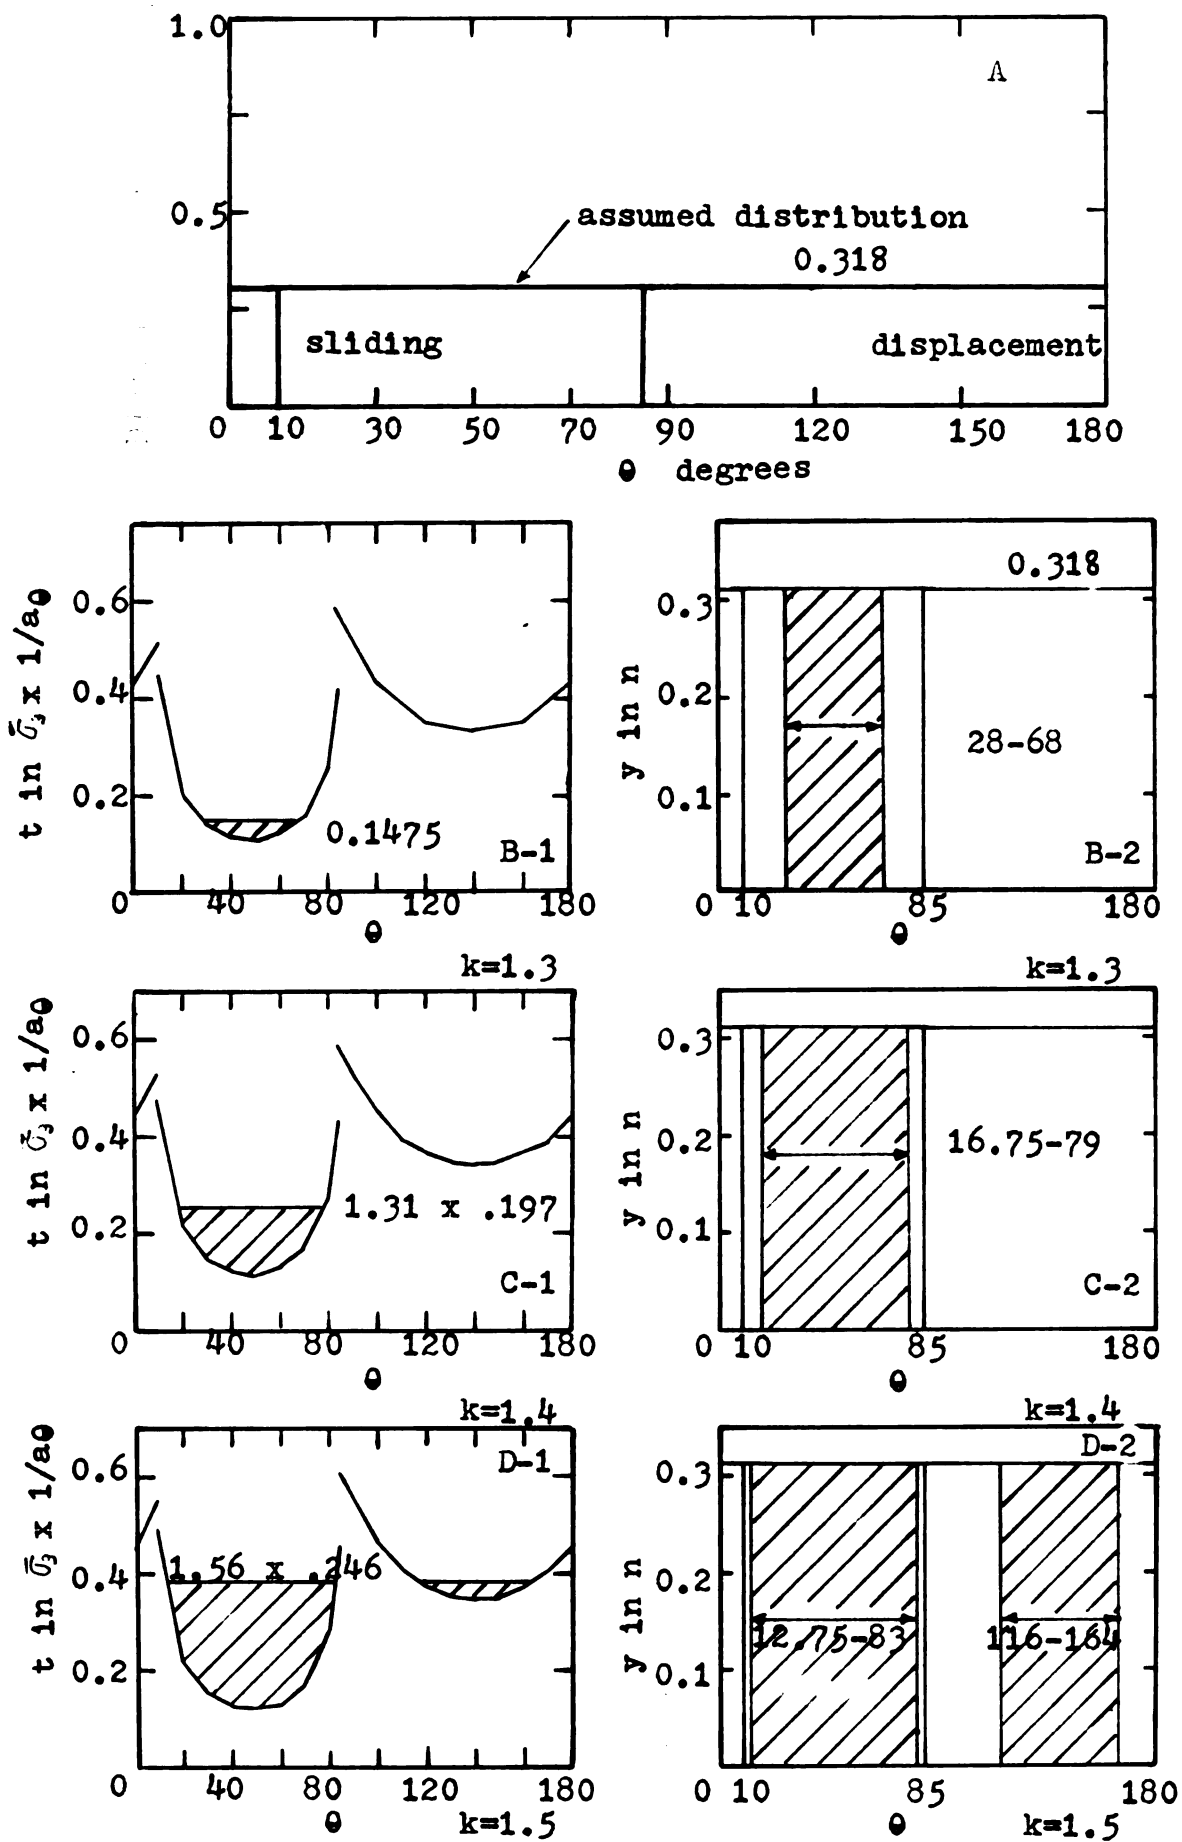 1.0
A
0.5
assumed distribution
0.318
sliding
displacement
0 10 30 50 70 90 120 150 180
θ degrees
t in σ̄₃ x 1/aθ
0.6
0.4
0.2
0.1475
B-1
0 40 80 120 180
θ
k=1.3
y in n
0.3
0.2
0.1
0.318
28-68
B-2
0 10 85 180
θ
k=1.3
t in σ̄₃ x 1/aθ
0.6
0.4
0.2
1.31 x .197
C-1
0 40 80 120 180
θ
k=1.4
y in n
0.3
0.2
0.1
16.75-79
C-2
0 10 85 180
θ
k=1.4
t in σ̄₃ x 1/aθ
0.6
0.4
0.2
D-1
1.56 x .246
0 40 80 120 180
θ
k=1.5
y in n
0.3
0.2
0.1
D-2
12.75-83
116-164
0 10 85 180
θ
k=1.5